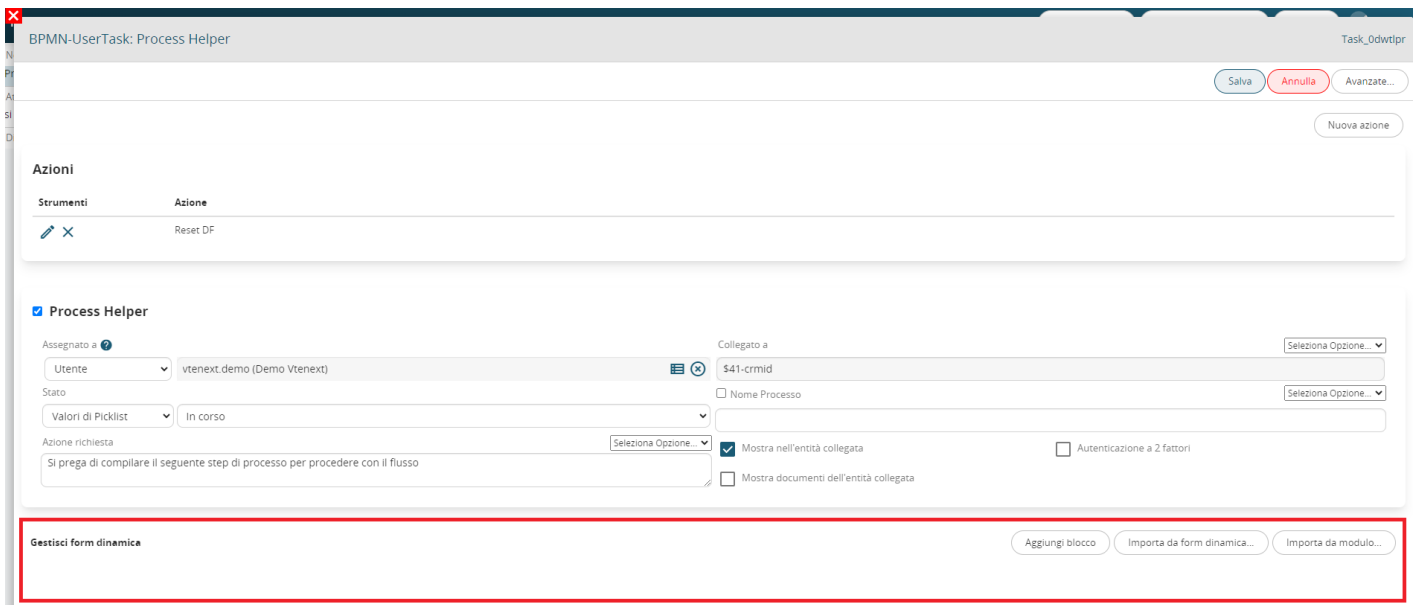 BPMN-UserTask: Process Helper
Task_0dwtlpr
Salva
Annulla
Avanzate...
Nuova azione
Azioni
Strumenti
Azione
Reset DF
Process Helper
Assegnato a
Collegato a
Seleziona Opzione...
Utente
vtenext.demo (Demo Vtenext)
$41-crmid
Stato
Nome Processo
Seleziona Opzione...
Valori di Picklist
In corso
Azione richiesta
Seleziona Opzione...
Mostra nell'entità collegata
Autenticazione a 2 fattori
Si prega di compilare il seguente step di processo per procedere con il flusso
Mostra documenti dell'entità collegata
Gestisci form dinamica
Aggiungi blocco
Importa da form dinamica...
Importa da modulo...